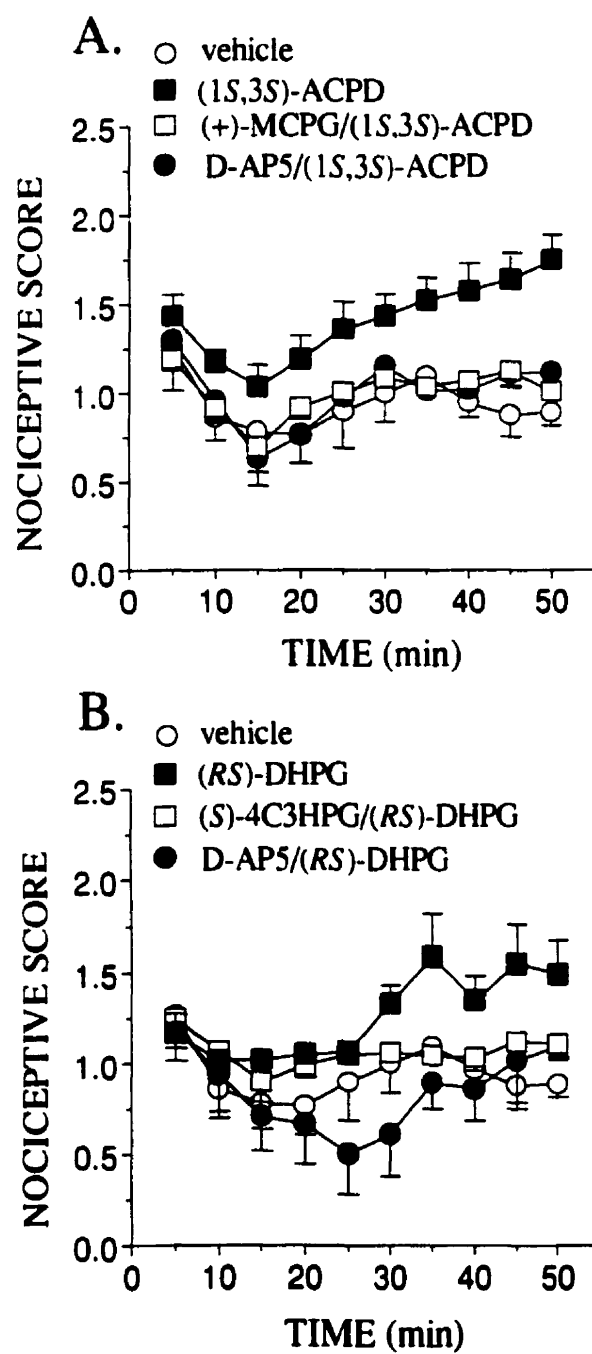 A.
vehicle
(1S,3S)-ACPD
(+)-MCPG/(1S,3S)-ACPD
D-AP5/(1S,3S)-ACPD
NOCICEPTIVE SCORE
2.5
2.0
1.5
1.0
0.5
0.0
0 10 20 30 40 50
TIME (min)
B.
vehicle
(RS)-DHPG
(S)-4C3HPG/(RS)-DHPG
D-AP5/(RS)-DHPG
NOCICEPTIVE SCORE
2.5
2.0
1.5
1.0
0.5
0.0
0 10 20 30 40 50
TIME (min)